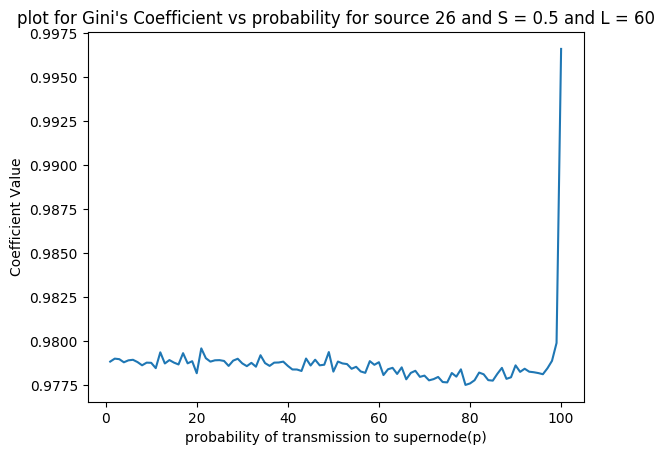 plot for Gini's Coefficient vs probability for source 26 and S = 0.5 and L = 60
0.9975
0.9950
0.9925
0.9900
0.9875
0.9850
0.9825
0.9800
0.9775
Coefficient Value
0 20 40 60 80 100
probability of transmission to supernode(p)